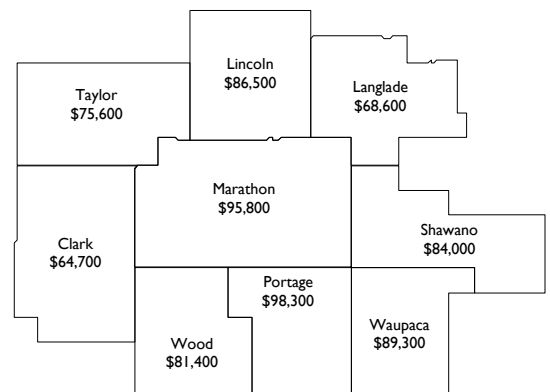 Lincoln
$86,500
Langlade
$68,600
Taylor
$75,600
Marathon
$95,800
Shawano
$84,000
Clark
$64,700
Portage
$98,300
Waupaca
$89,300
Wood
$81,400